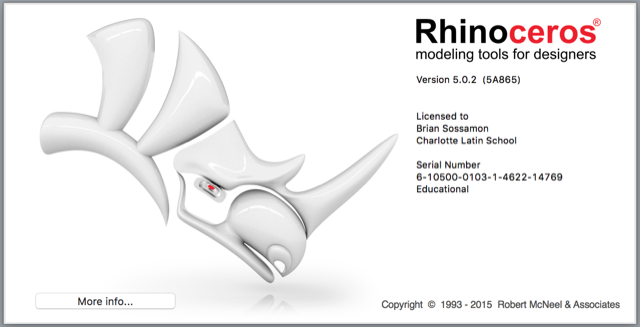 Rhinoceros®
modeling tools for designers
Version 5.0.2 (5A865)
Licensed to
Brian Sossamon
Charlotte Latin School
Serial Number
6-10500-0103-1-4622-14769
Educational
More info...
Copyright © 1993 - 2015 Robert McNeel & Associates